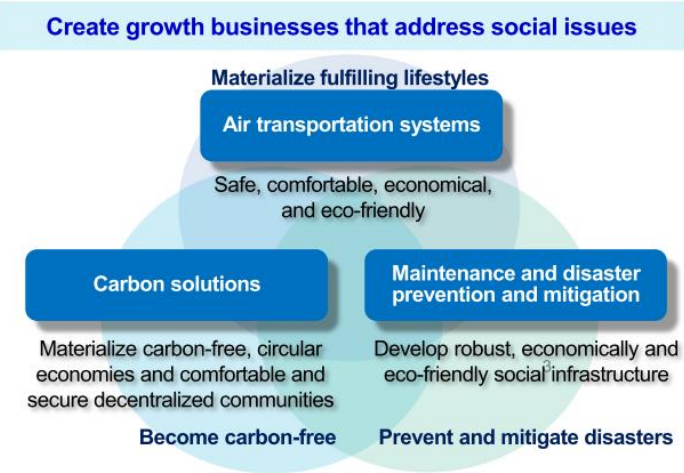 Create growth businesses that address social issues
Materialize fulfilling lifestyles
Air transportation systems
Safe, comfortable, economical,
and eco-friendly
Carbon solutions
Materialize carbon-free, circular
economies and comfortable and
secure decentralized communities
Become carbon-free
Maintenance and disaster
prevention and mitigation
Develop robust, economically and
eco-friendly social infrastructure
3
Prevent and mitigate disasters